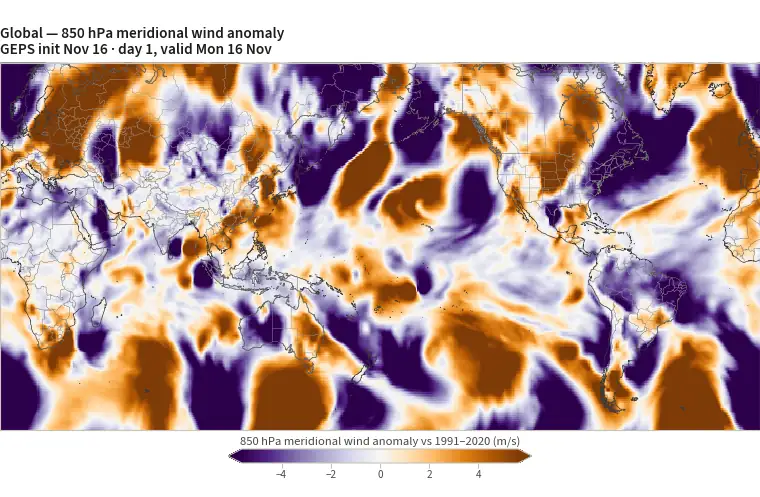 Global — 850 hPa meridional wind anomaly
GEPS init Nov 16 · day 1, valid Mon 16 Nov
850 hPa meridional wind anomaly vs 1991–2020 (m/s)
−4 −2 0 2 4